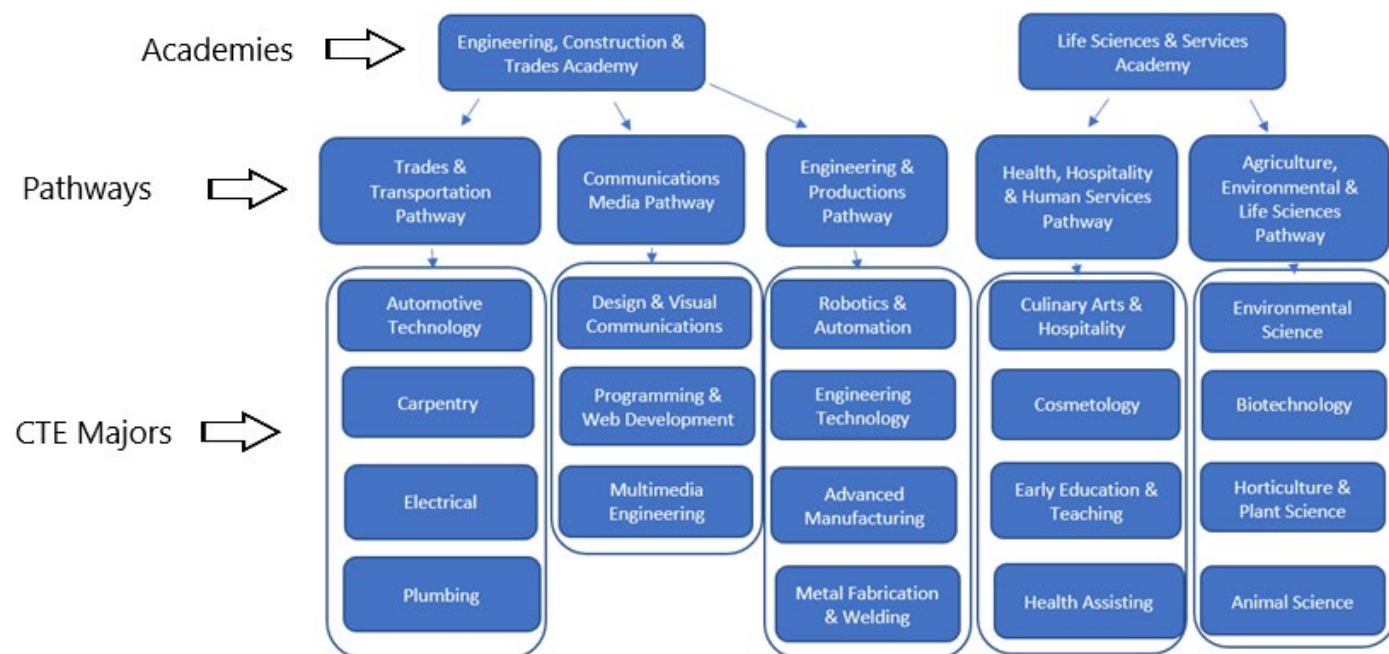 Academies
Engineering, Construction &
Trades Academy
Life Sciences & Services
Academy
Pathways
Trades &
Transportation
Pathway
Communications
Media Pathway
Engineering &
Productions
Pathway
Health, Hospitality
& Human Services
Pathway
Agriculture,
Environmental &
Life Sciences
Pathway
CTE Majors
Automotive
Technology
Carpentry
Electrical
Plumbing
Design & Visual
Communications
Programming &
Web Development
Multimedia
Engineering
Robotics &
Automation
Engineering
Technology
Advanced
Manufacturing
Metal Fabrication
& Welding
Culinary Arts &
Hospitality
Cosmetology
Early Education &
Teaching
Health Assisting
Environmental
Science
Biotechnology
Horticulture &
Plant Science
Animal Science